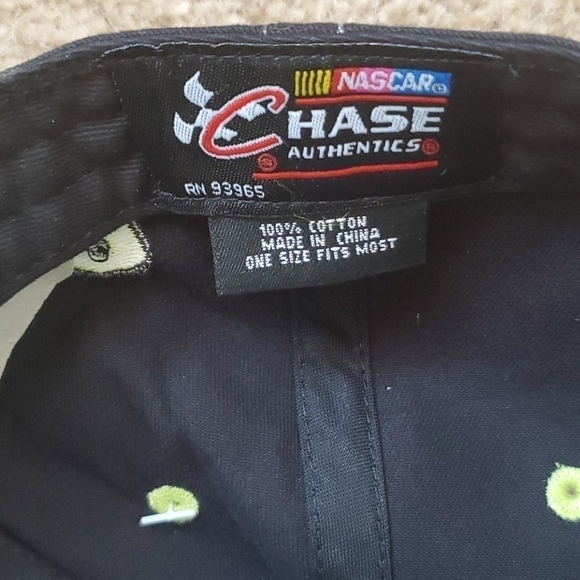 NASCAR®
CHASE
AUTHENTICS®
RN 93965
100% COTTON
MADE IN CHINA
ONE SIZE FITS MOST